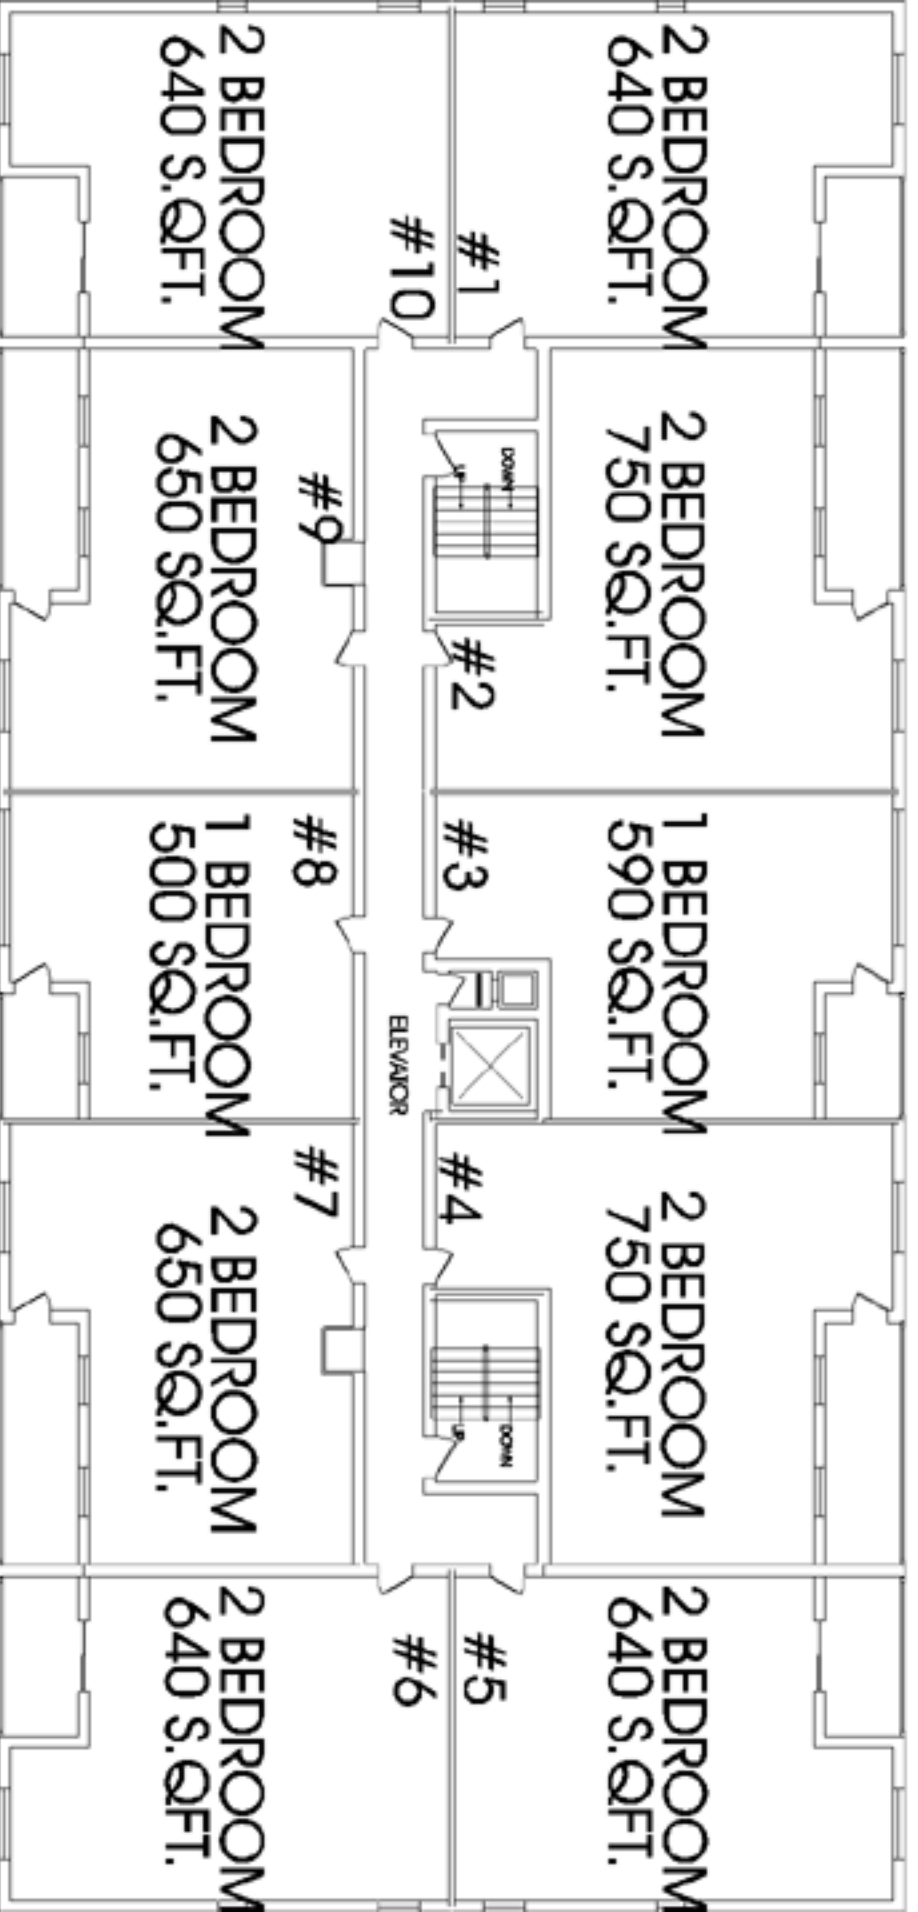 2 BEDROOM
640 S.QFT.
#1
2 BEDROOM
750 SQ.FT.
#2
1 BEDROOM
590 SQ.FT.
#3
2 BEDROOM
750 SQ.FT.
#4
2 BEDROOM
640 S.QFT.
#5
DOWN
UP
DOWN
UP
ELEVATOR
#10
2 BEDROOM
640 S.QFT.
#9
2 BEDROOM
650 SQ.FT.
#8
1 BEDROOM
500 SQ.FT.
#7
2 BEDROOM
650 SQ.FT.
#6
2 BEDROOM
640 S.QFT.